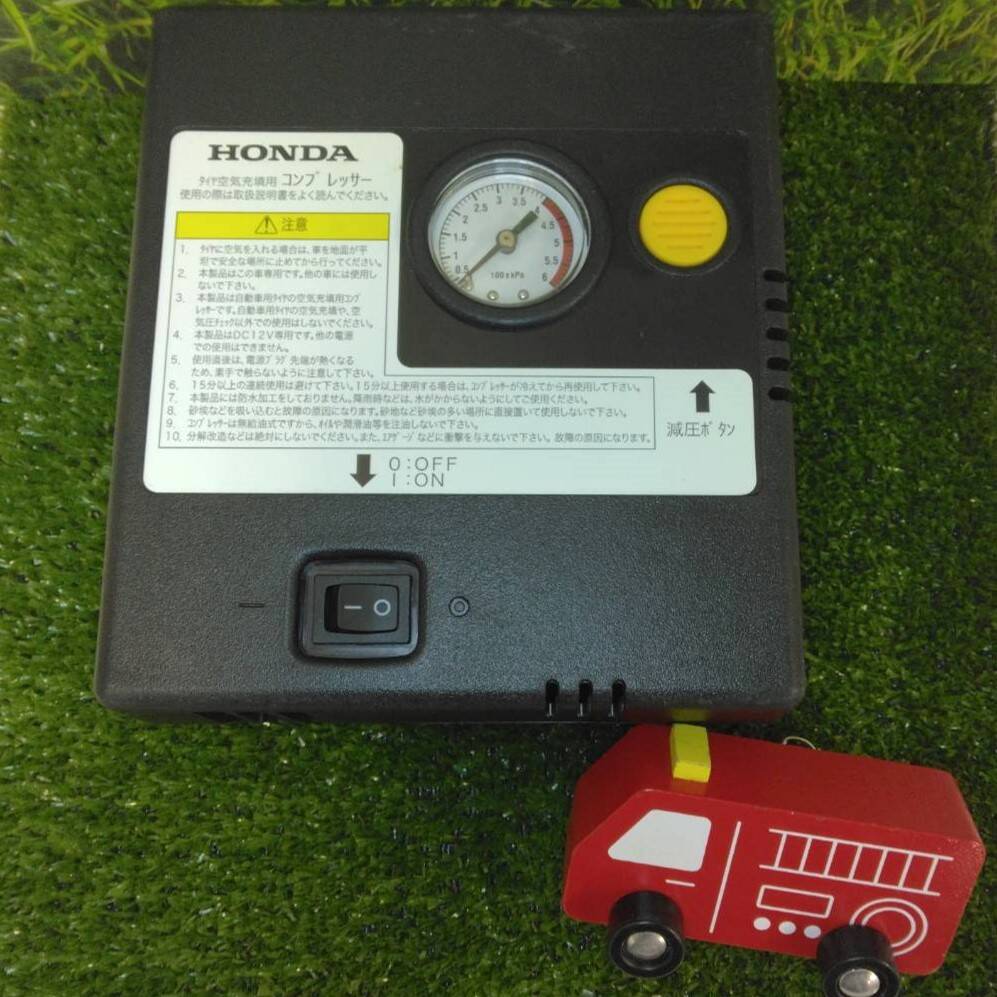 HONDA
ﾀｲﾔ空気充填用 コンプレッサー
使用の際は取扱説明書をよく読んでください。
注意
1. ﾀｲﾔに空気を入れる場合は、車を地面が平
坦で安全な場所に止めてから行ってください。
2. 本製品はこの車専用です。他の車には使用し
ないで下さい。
3. 本製品は自動車用ﾀｲﾔの空気充填用ｺﾝﾌﾟ
ﾚｯｻｰです。自動車用ﾀｲﾔの空気充填や、空
気圧ﾁｪｯｸ以外での使用はしないでください。
4. 本製品はDC12V専用です。他の電源
での使用はできません。
5. 使用直後は、電源ﾌﾟﾗｸﾞ先端が熱くなる
ため、素手で触らないように注意して下さい。
6. 15分以上の連続使用は避けて下さい。15分以上使用する場合は、ｺﾝﾌﾟﾚｯｻｰが冷えてから再使用して下さい。
7. 本製品には防水加工をしておりません。降雨時などは、水がかからないようにしてご使用ください。
8. 砂埃などを吸い込むと故障の原因になります。砂地など砂埃の多い場所に直接置いて使用しないで下さい。
9. ｺﾝﾌﾟﾚｯｻｰは無給油式ですから、ｵｲﾙや潤滑油等を注油しないで下さい。
10. 分解改造などは絶対にしないでください。また、ｴｱｹﾞｰｼﾞなどに衝撃を与えないで下さい。故障の原因になります。
0:OFF
I:ON
減圧ﾎﾞﾀﾝ
0.5 1 1.5 2 2.5 3 3.5 4 4.5 5 5.5 6
100×kPa